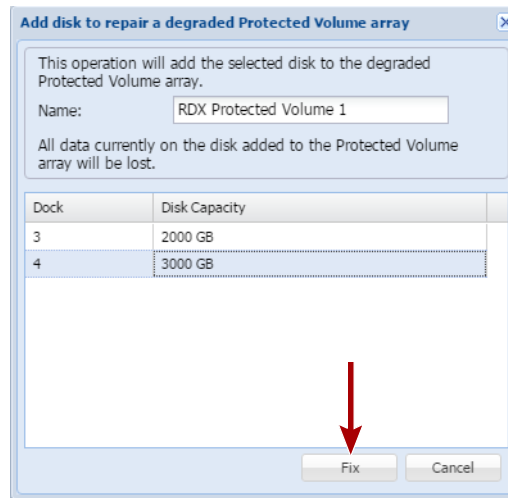 Add disk to repair a degraded Protected Volume array
This operation will add the selected disk to the degraded
Protected Volume array.
Name: RDX Protected Volume 1
All data currently on the disk added to the Protected Volume
array will be lost.
Dock Disk Capacity
3 2000 GB
4 3000 GB
Fix Cancel